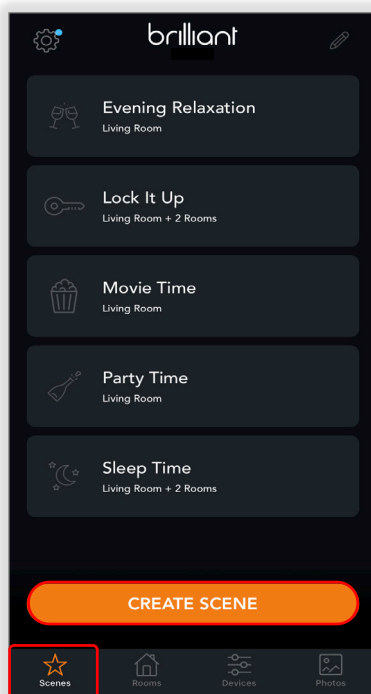 brilliant
Evening Relaxation
Living Room
Lock It Up
Living Room + 2 Rooms
Movie Time
Living Room
Party Time
Living Room
Sleep Time
Living Room + 2 Rooms
CREATE SCENE
Scenes
Rooms
Devices
Photos